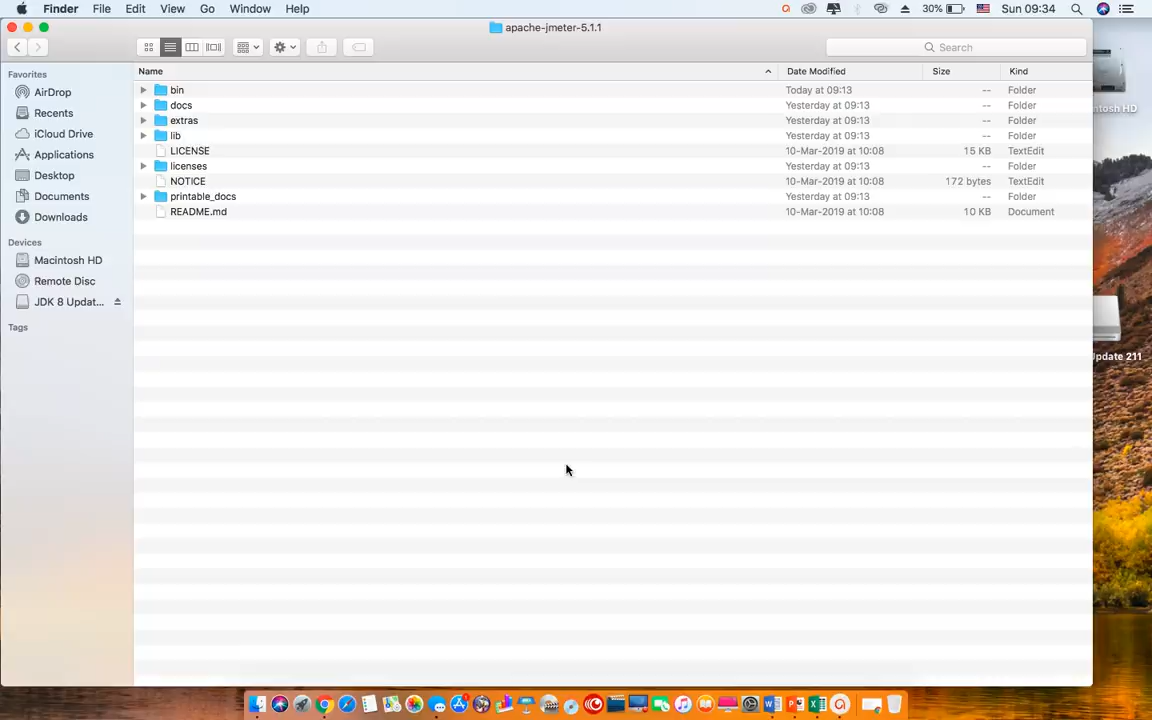 Finder File Edit View Go Window Help 30% Sun 09:34
apache-jmeter-5.1.1
Search
Favorites
AirDrop
Recents
iCloud Drive
Applications
Desktop
Documents
Downloads
Devices
Macintosh HD
Remote Disc
JDK 8 Updat...
Tags
Name Date Modified Size Kind
bin Today at 09:13 -- Folder
docs Yesterday at 09:13 -- Folder
extras Yesterday at 09:13 -- Folder
lib Yesterday at 09:13 -- Folder
LICENSE 10-Mar-2019 at 10:08 15 KB TextEdit
licenses Yesterday at 09:13 -- Folder
NOTICE 10-Mar-2019 at 10:08 172 bytes TextEdit
printable_docs Yesterday at 09:13 -- Folder
README.md 10-Mar-2019 at 10:08 10 KB Document
tosh HD
Update 211